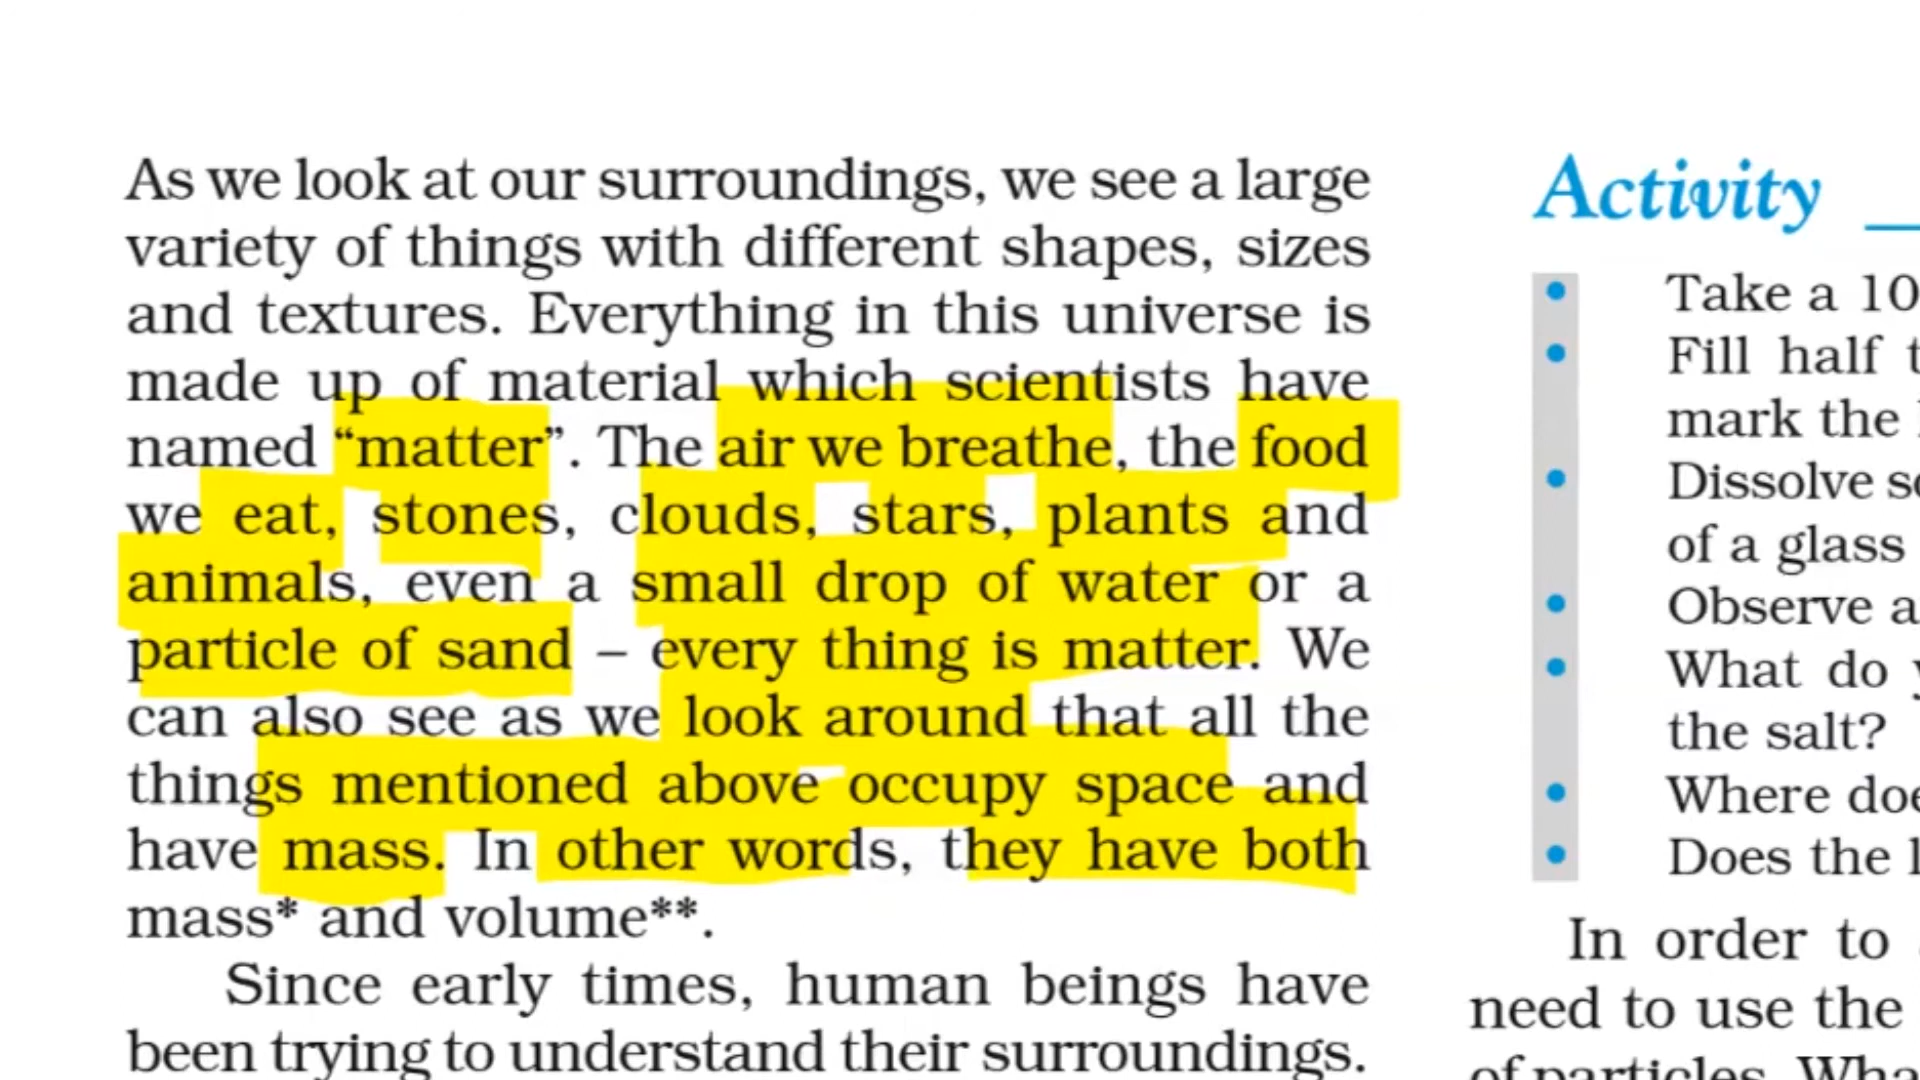 As we look at our surroundings, we see a large
variety of things with different shapes, sizes
and textures. Everything in this universe is
made up of material which scientists have
named “matter”. The air we breathe, the food
we eat, stones, clouds, stars, plants and
animals, even a small drop of water or a
particle of sand – every thing is matter. We
can also see as we look around that all the
things mentioned above occupy space and
have mass. In other words, they have both
mass* and volume**.
Since early times, human beings have
been trying to understand their surroundings.
Activity
• Take a 10
• Fill half
mark the
• Dissolve
of a glass
• Observe
• What do
the salt?
• Where
• Does the
In order to
need to use the
of particles.